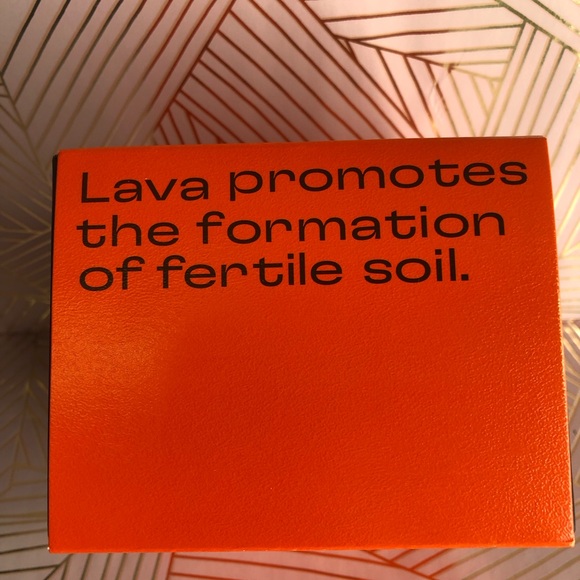 Lava promotes
the formation
of fertile soil.